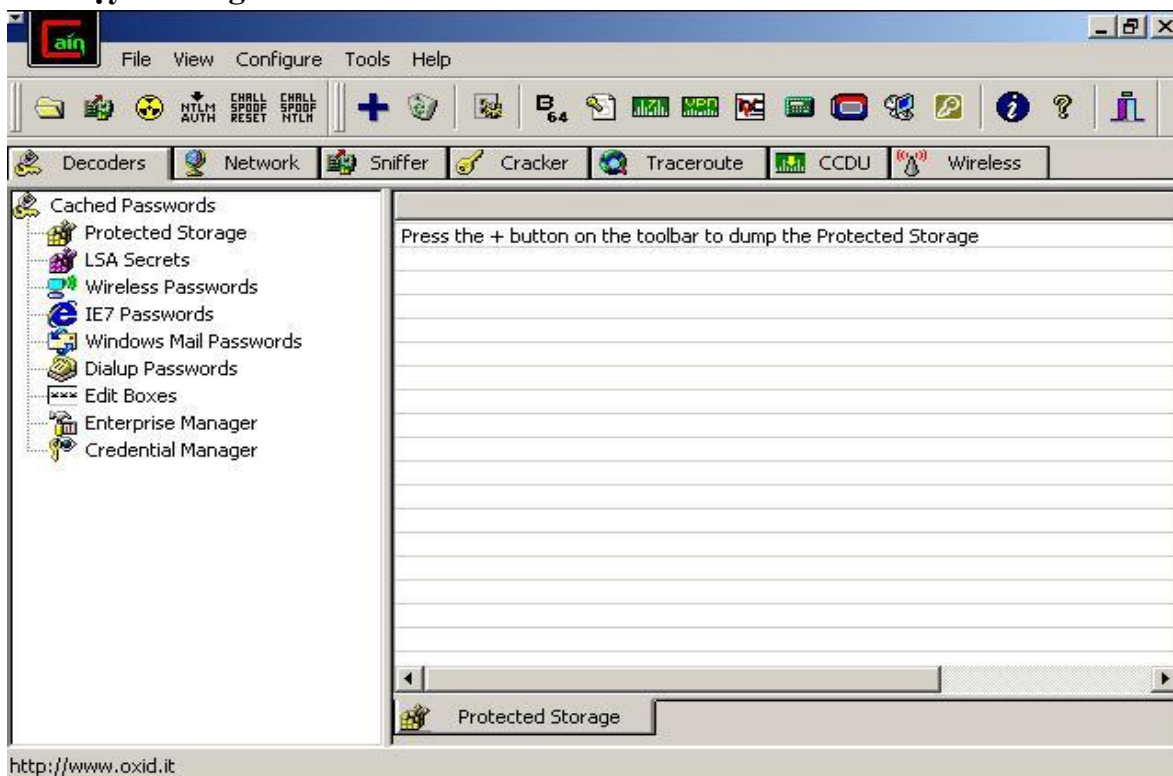 Cain
File View Configure Tools Help
NTLM AUTH
CHALL SPOOF RESET
CHALL SPOOF NTLM
B64
Decoders Network Sniffer Cracker Traceroute CCDU Wireless
Cached Passwords
Protected Storage
LSA Secrets
Wireless Passwords
IE7 Passwords
Windows Mail Passwords
Dialup Passwords
Edit Boxes
Enterprise Manager
Credential Manager
Press the + button on the toolbar to dump the Protected Storage
Protected Storage
http://www.oxid.it